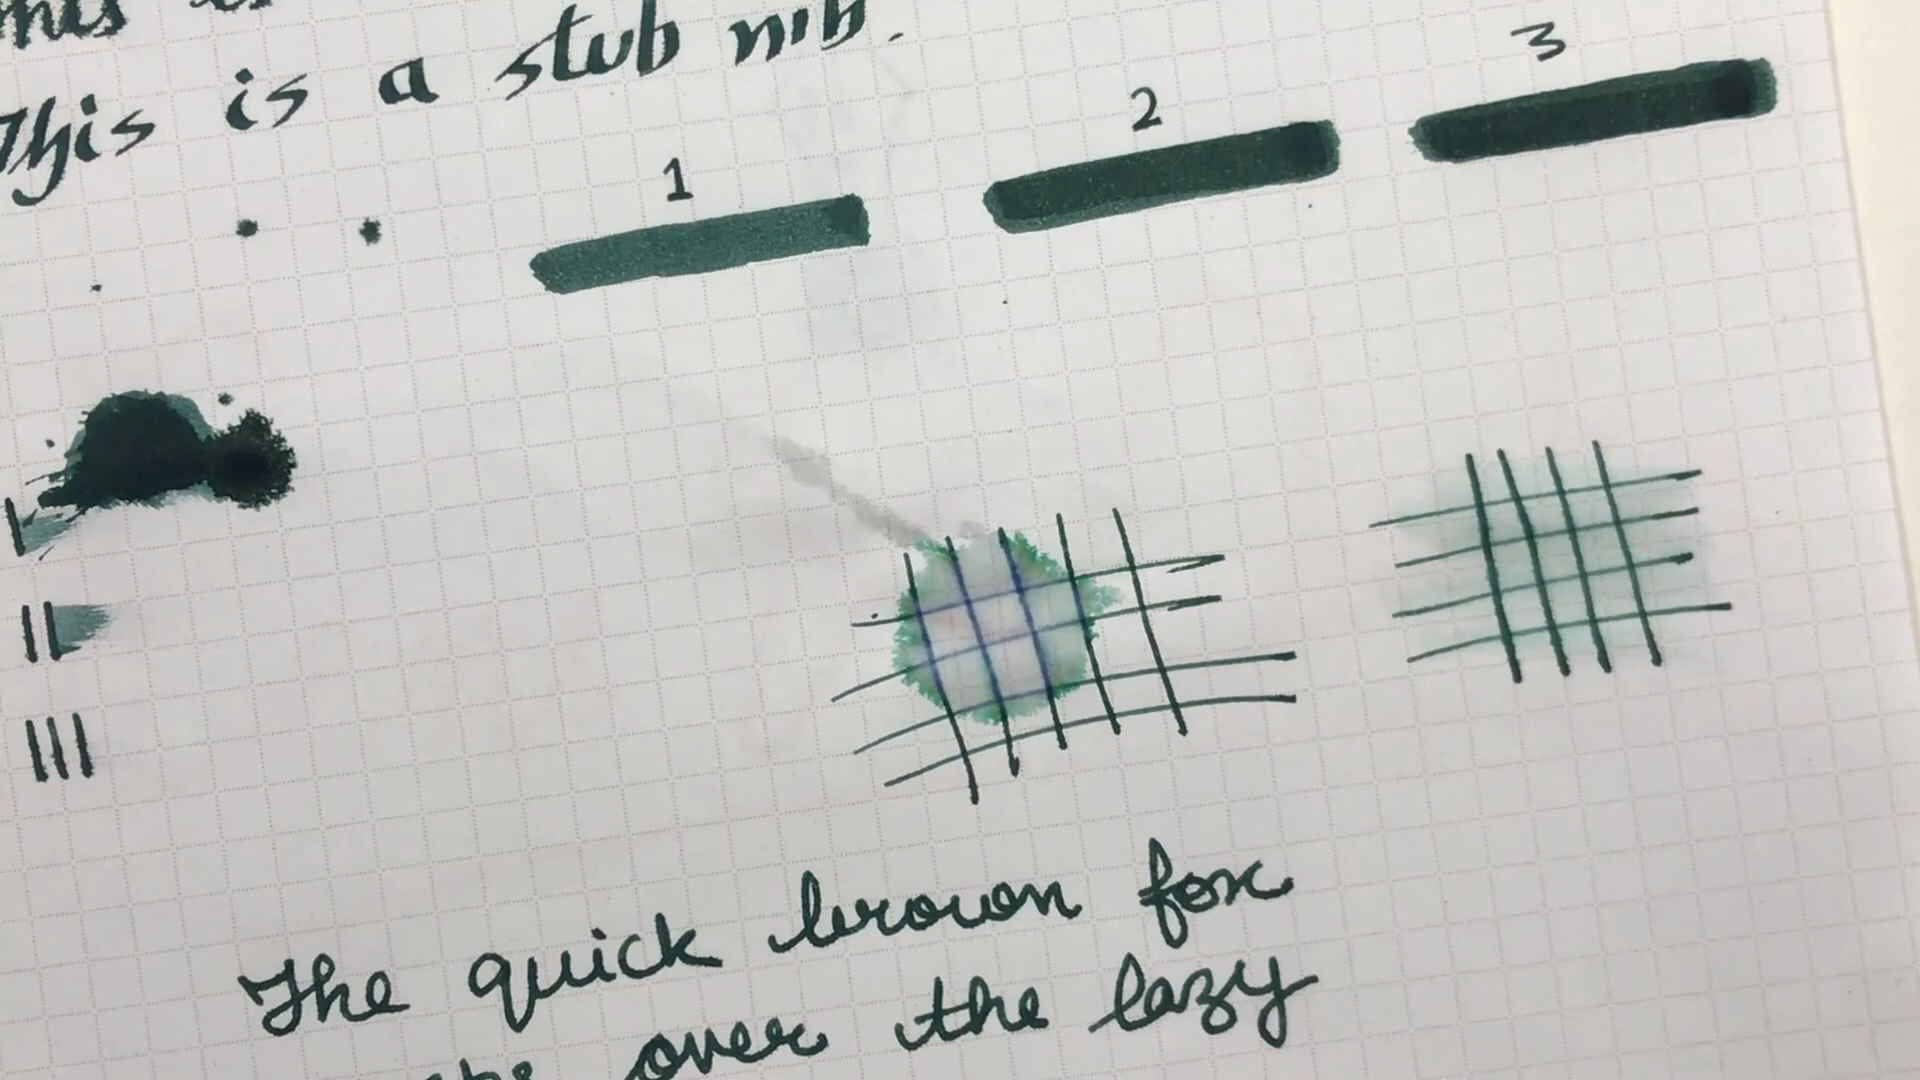 This is a stub nib.
1 2 3
I
II
III
The quick brown fox
over the lazy